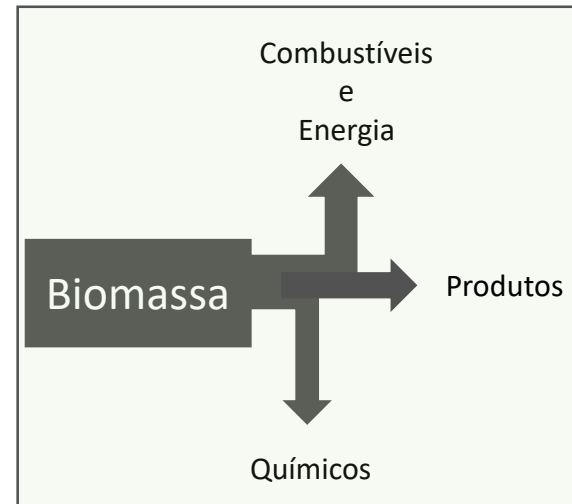 Combustíveis
e
Energia
Biomassa
Produtos
Químicos